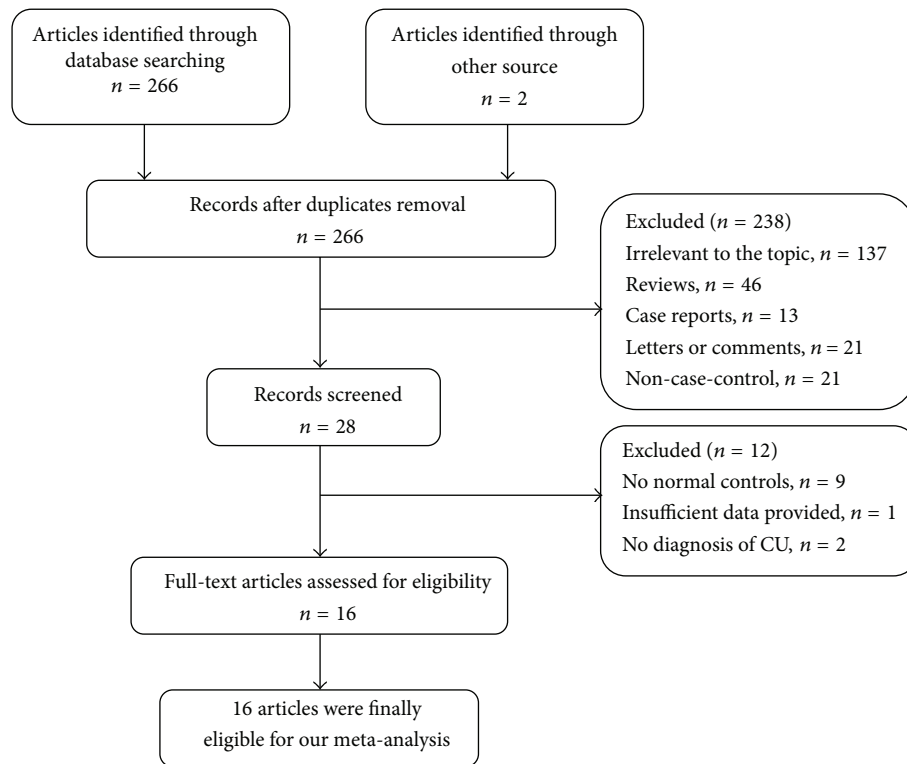 Articles identified through
database searching
n = 266
Articles identified through
other source
n = 2
Records after duplicates removal
n = 266
Excluded (n = 238)
Irrelevant to the topic, n = 137
Reviews, n = 46
Case reports, n = 13
Letters or comments, n = 21
Non-case-control, n = 21
Records screened
n = 28
Excluded (n = 12)
No normal controls, n = 9
Insufficient data provided, n = 1
No diagnosis of CU, n = 2
Full-text articles assessed for eligibility
n = 16
16 articles were finally
eligible for our meta-analysis